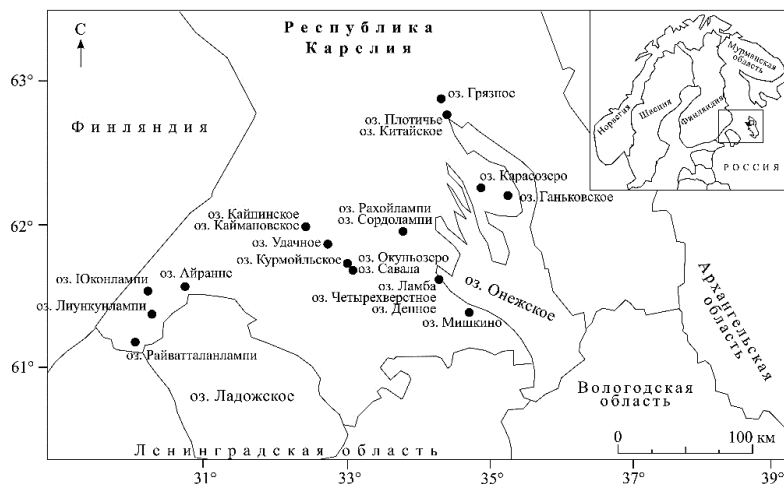 Республика
Карелия
С
63°
62°
61°
Финляндия
оз. Грязное
оз. Плотичье
оз. Китайское
оз. Карасозеро
оз. Ганьковское
оз. Рахойлампи
оз. Сордолампи
оз. Кайпинское
оз. Каймановское
оз. Удачное
оз. Курмойльское
оз. Окульозеро
оз. Савала
оз. Юконлампи
оз. Айранне
оз. Лиункунлампи
оз. Райватталанлампи
оз. Ламба
оз. Четырехверстное
оз. Денное
оз. Мишкино
оз. Онежское
оз. Ладожское
Ленинградская область
Вологодская
область
Архангельская
область
0 100 км
31° 33° 35° 37° 39°
Норвегия
Швеция
Финляндия
Мурманская
область
РОССИЯ